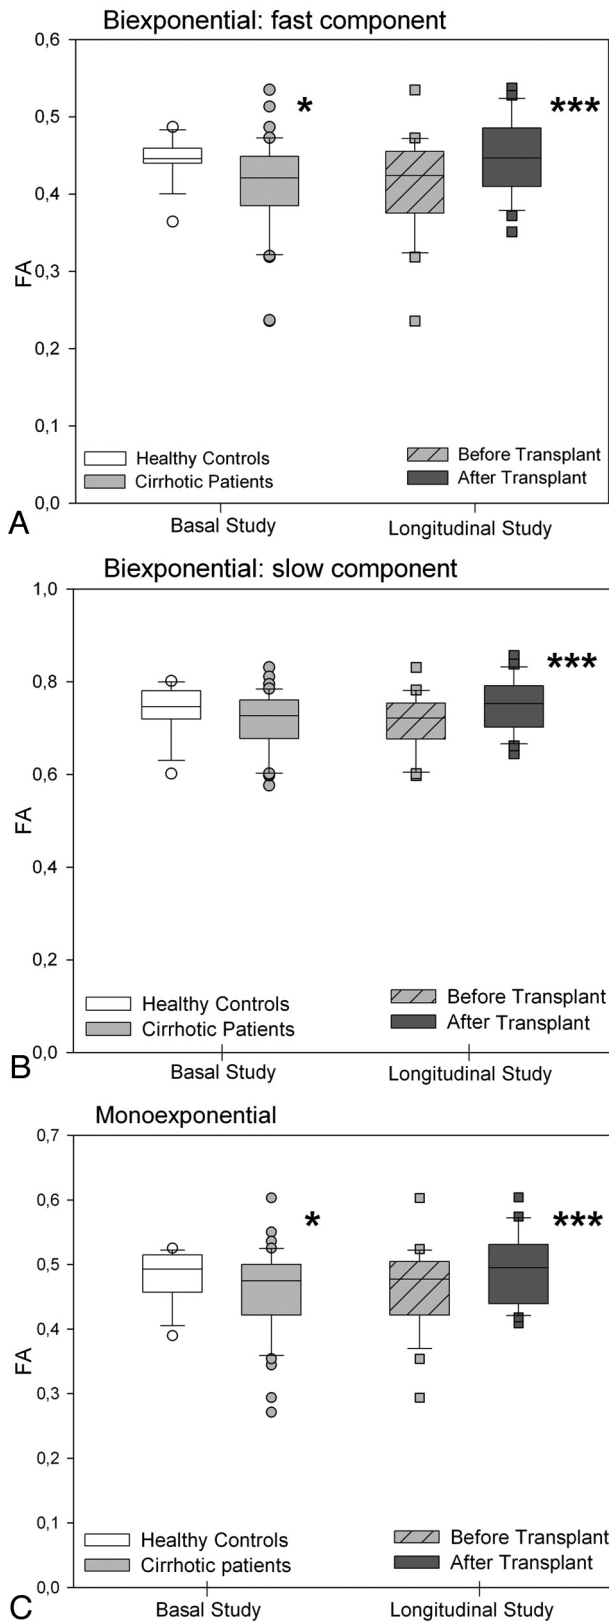 Biexponential: fast component
0,6
0,5
*
***
0,4
0,3
FA
0,2
0,1
Healthy Controls
Before Transplant
Cirrhotic Patients
After Transplant
0,0
A
Basal Study
Longitudinal Study
Biexponential: slow component
1,0
0,8
***
0,6
FA
0,4
0,2
Healthy Controls
Before Transplant
Cirrhotic Patients
After Transplant
0,0
B
Basal Study
Longitudinal Study
Monoexponential
0,7
0,6
*
***
0,5
0,4
FA
0,3
0,2
0,1
Healthy Controls
Before Transplant
Cirrhotic patients
After Transplant
0,0
C
Basal Study
Longitudinal Study